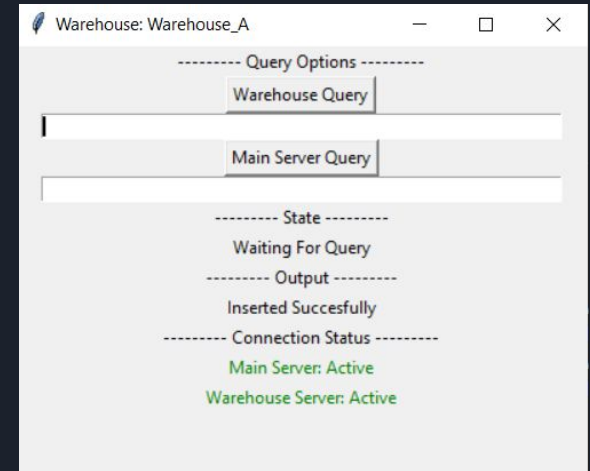 Warehouse: Warehouse_A
--------- Query Options ---------
Warehouse Query
Main Server Query
--------- State ---------
Waiting For Query
--------- Output ---------
Inserted Succesfully
--------- Connection Status ---------
Main Server: Active
Warehouse Server: Active